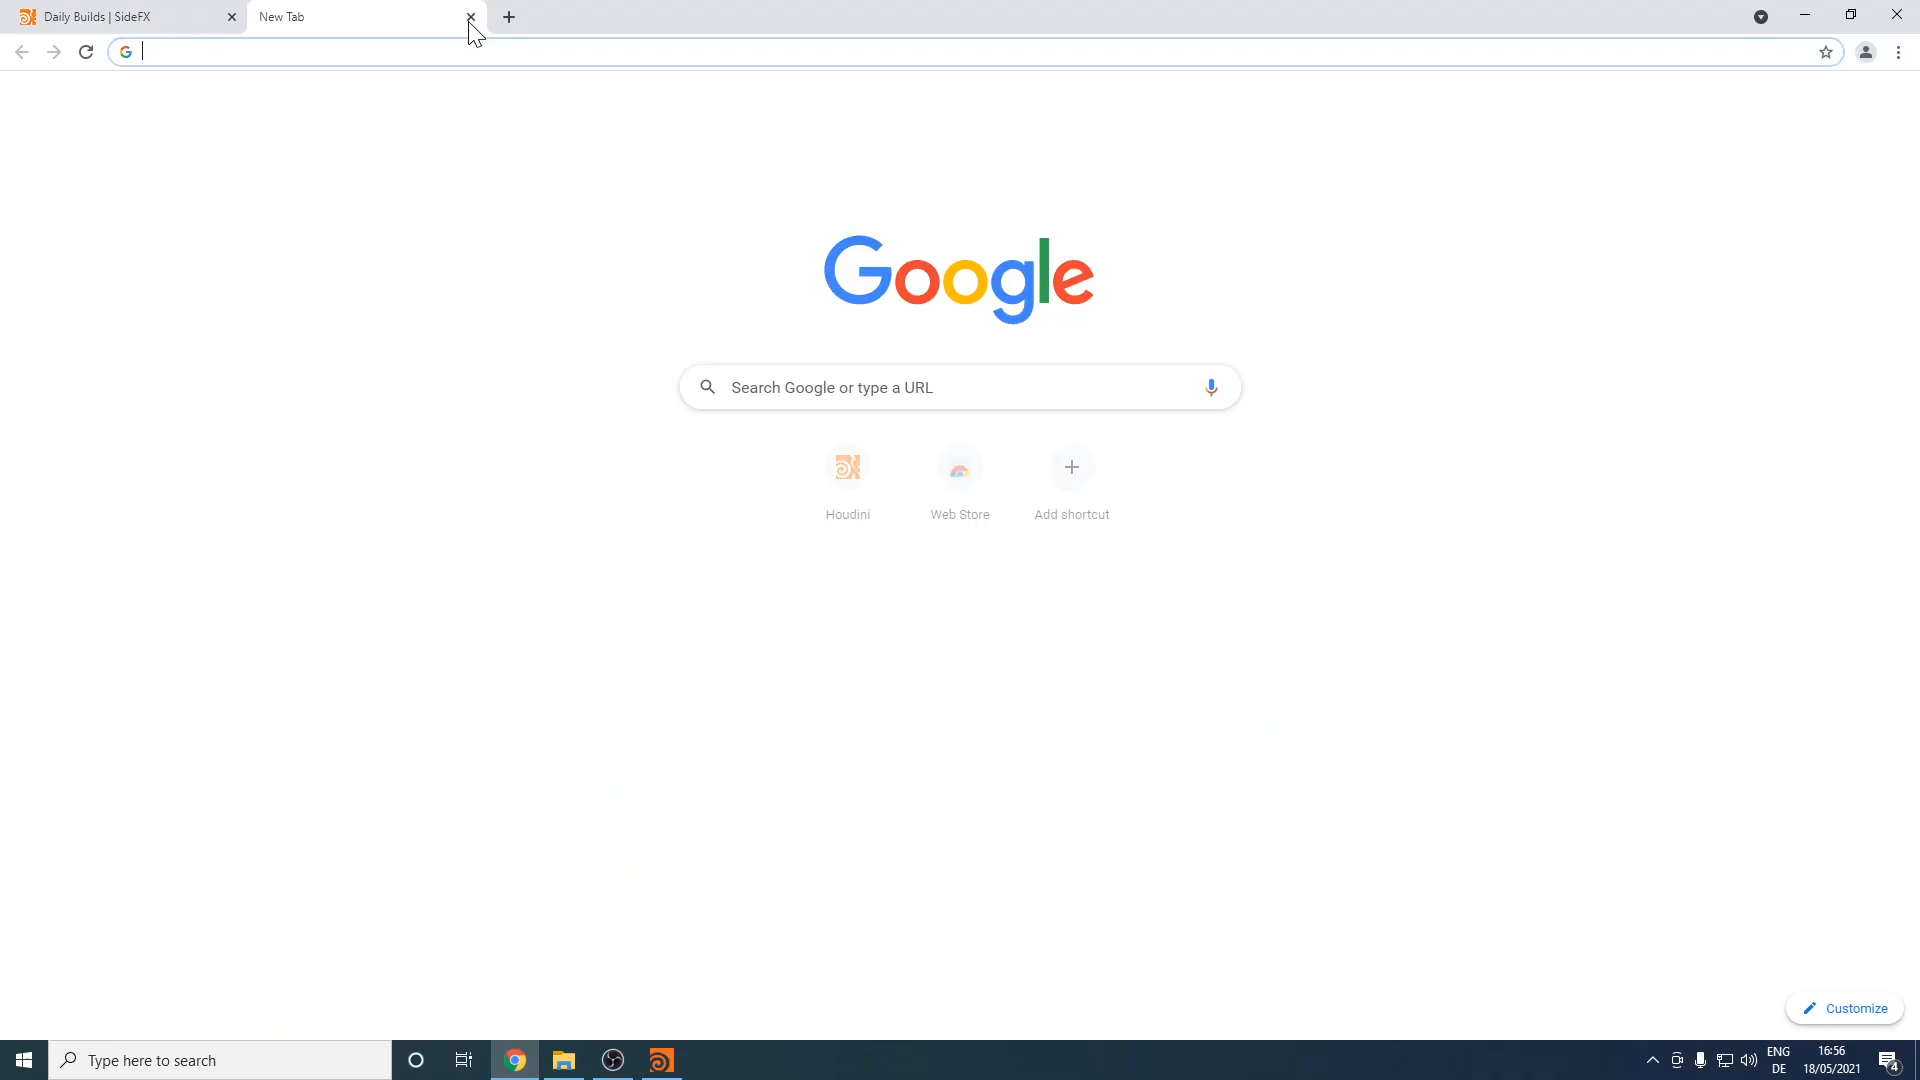 Daily Builds | SideFX
New Tab
Google
Search Google or type a URL
Houdini
Web Store
Add shortcut
Customize
Type here to search
ENG
DE
16:56
18/05/2021
4